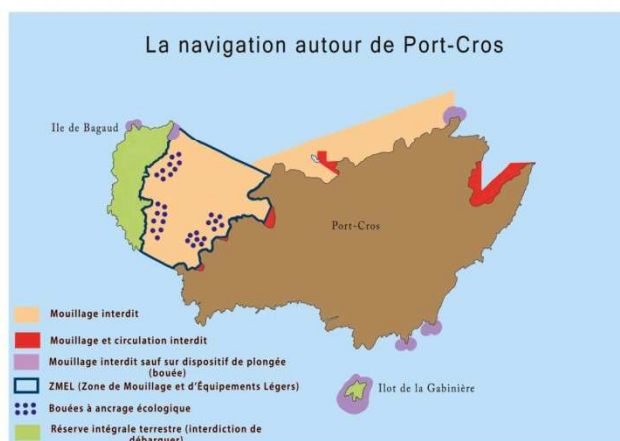 La navigation autour de Port-Cros
Ile de Bagaud
Port-Cros
Mouillage interdit
Mouillage et circulation interdit
Mouillage interdit sauf sur dispositif de plongée
(bouée)
ZMEL (Zone de Mouillage et d'Équipements Légers)
Ilot de la Gabinière
Bouées à ancrage écologique
Réserve intégrale terrestre (interdiction de
débarquer)